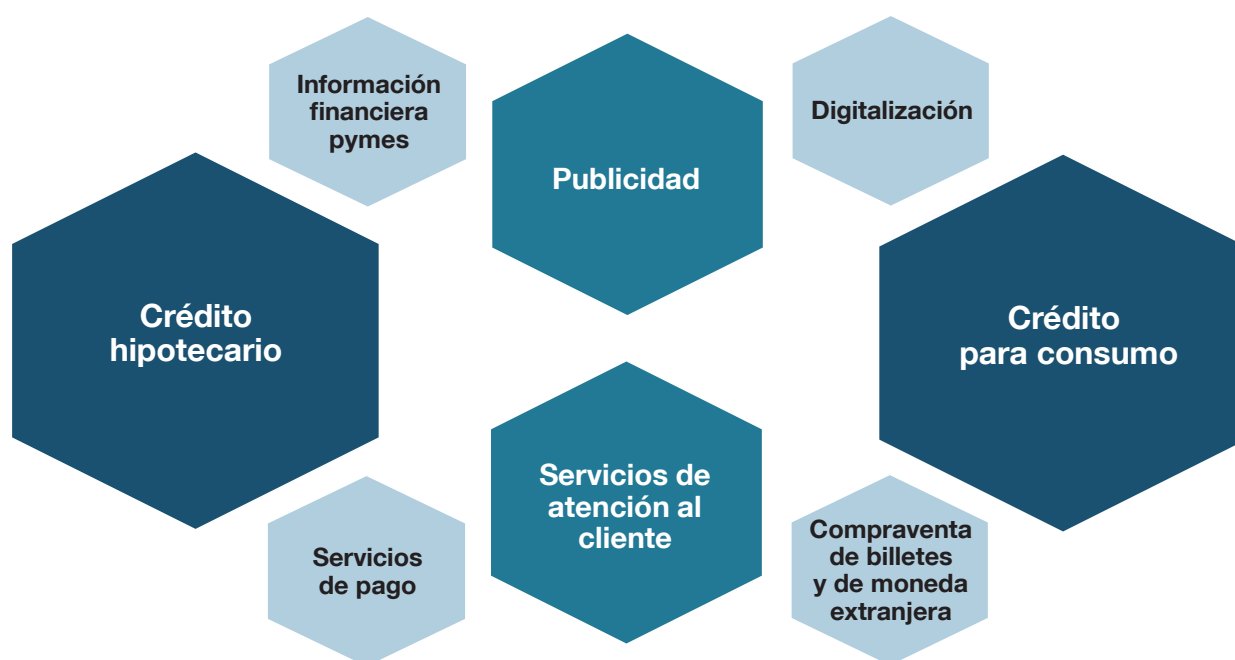 Información
financiera
pymes
Publicidad
Digitalización
Crédito
hipotecario
Crédito
para consumo
Servicios de
atención al
cliente
Servicios
de pago
Compraventa
de billetes
y de moneda
extranjera